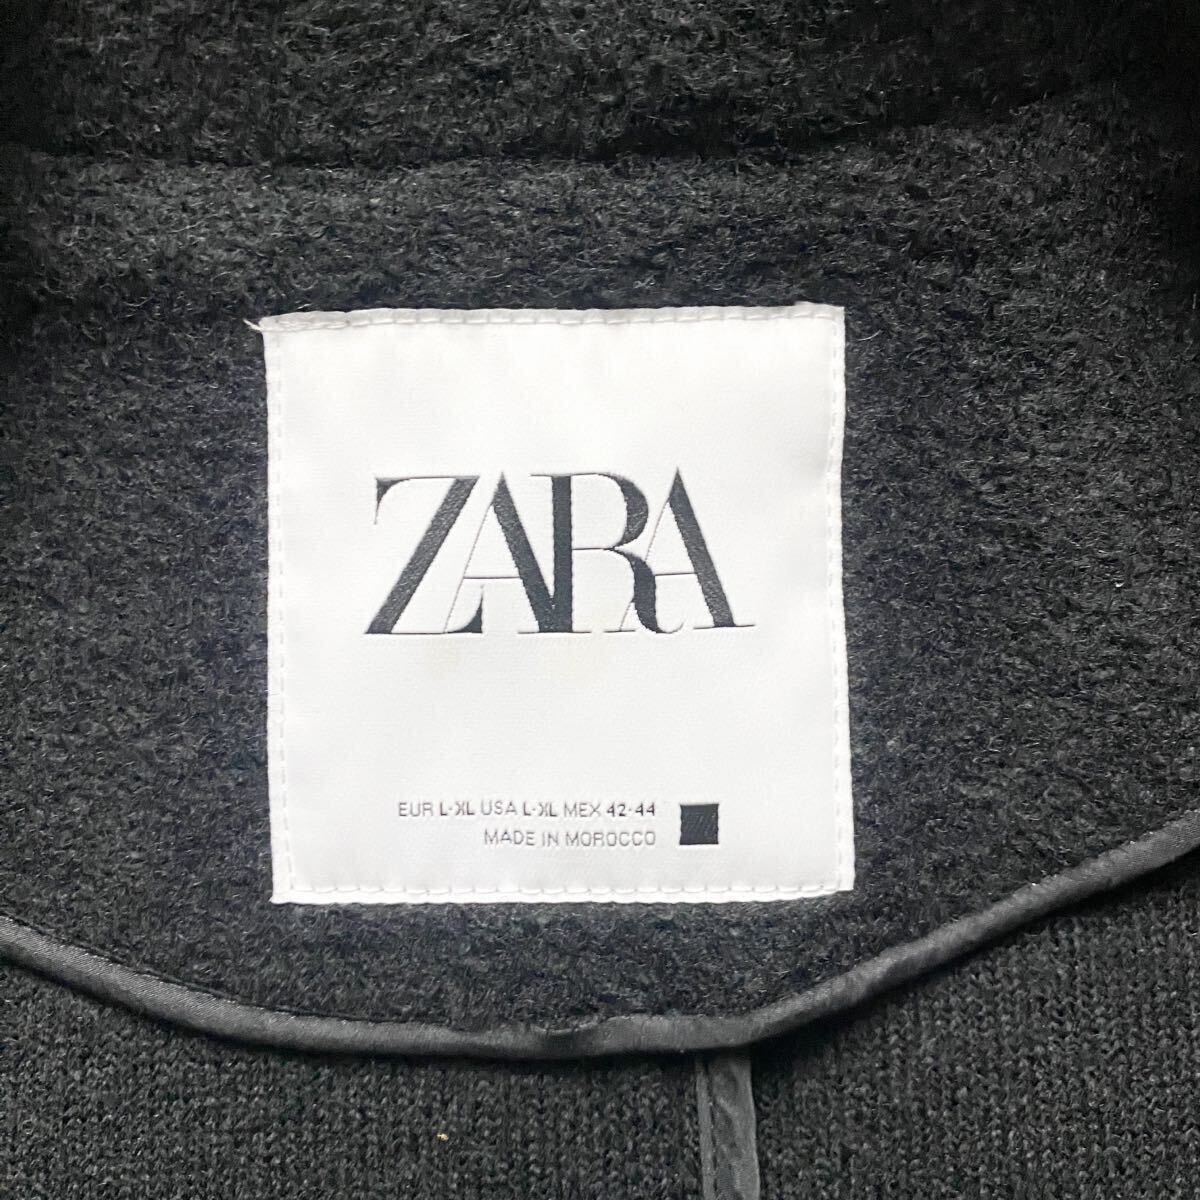 ZARA
EUR L-XL USA L-XL MEX 42-44
MADE IN MOROCCO